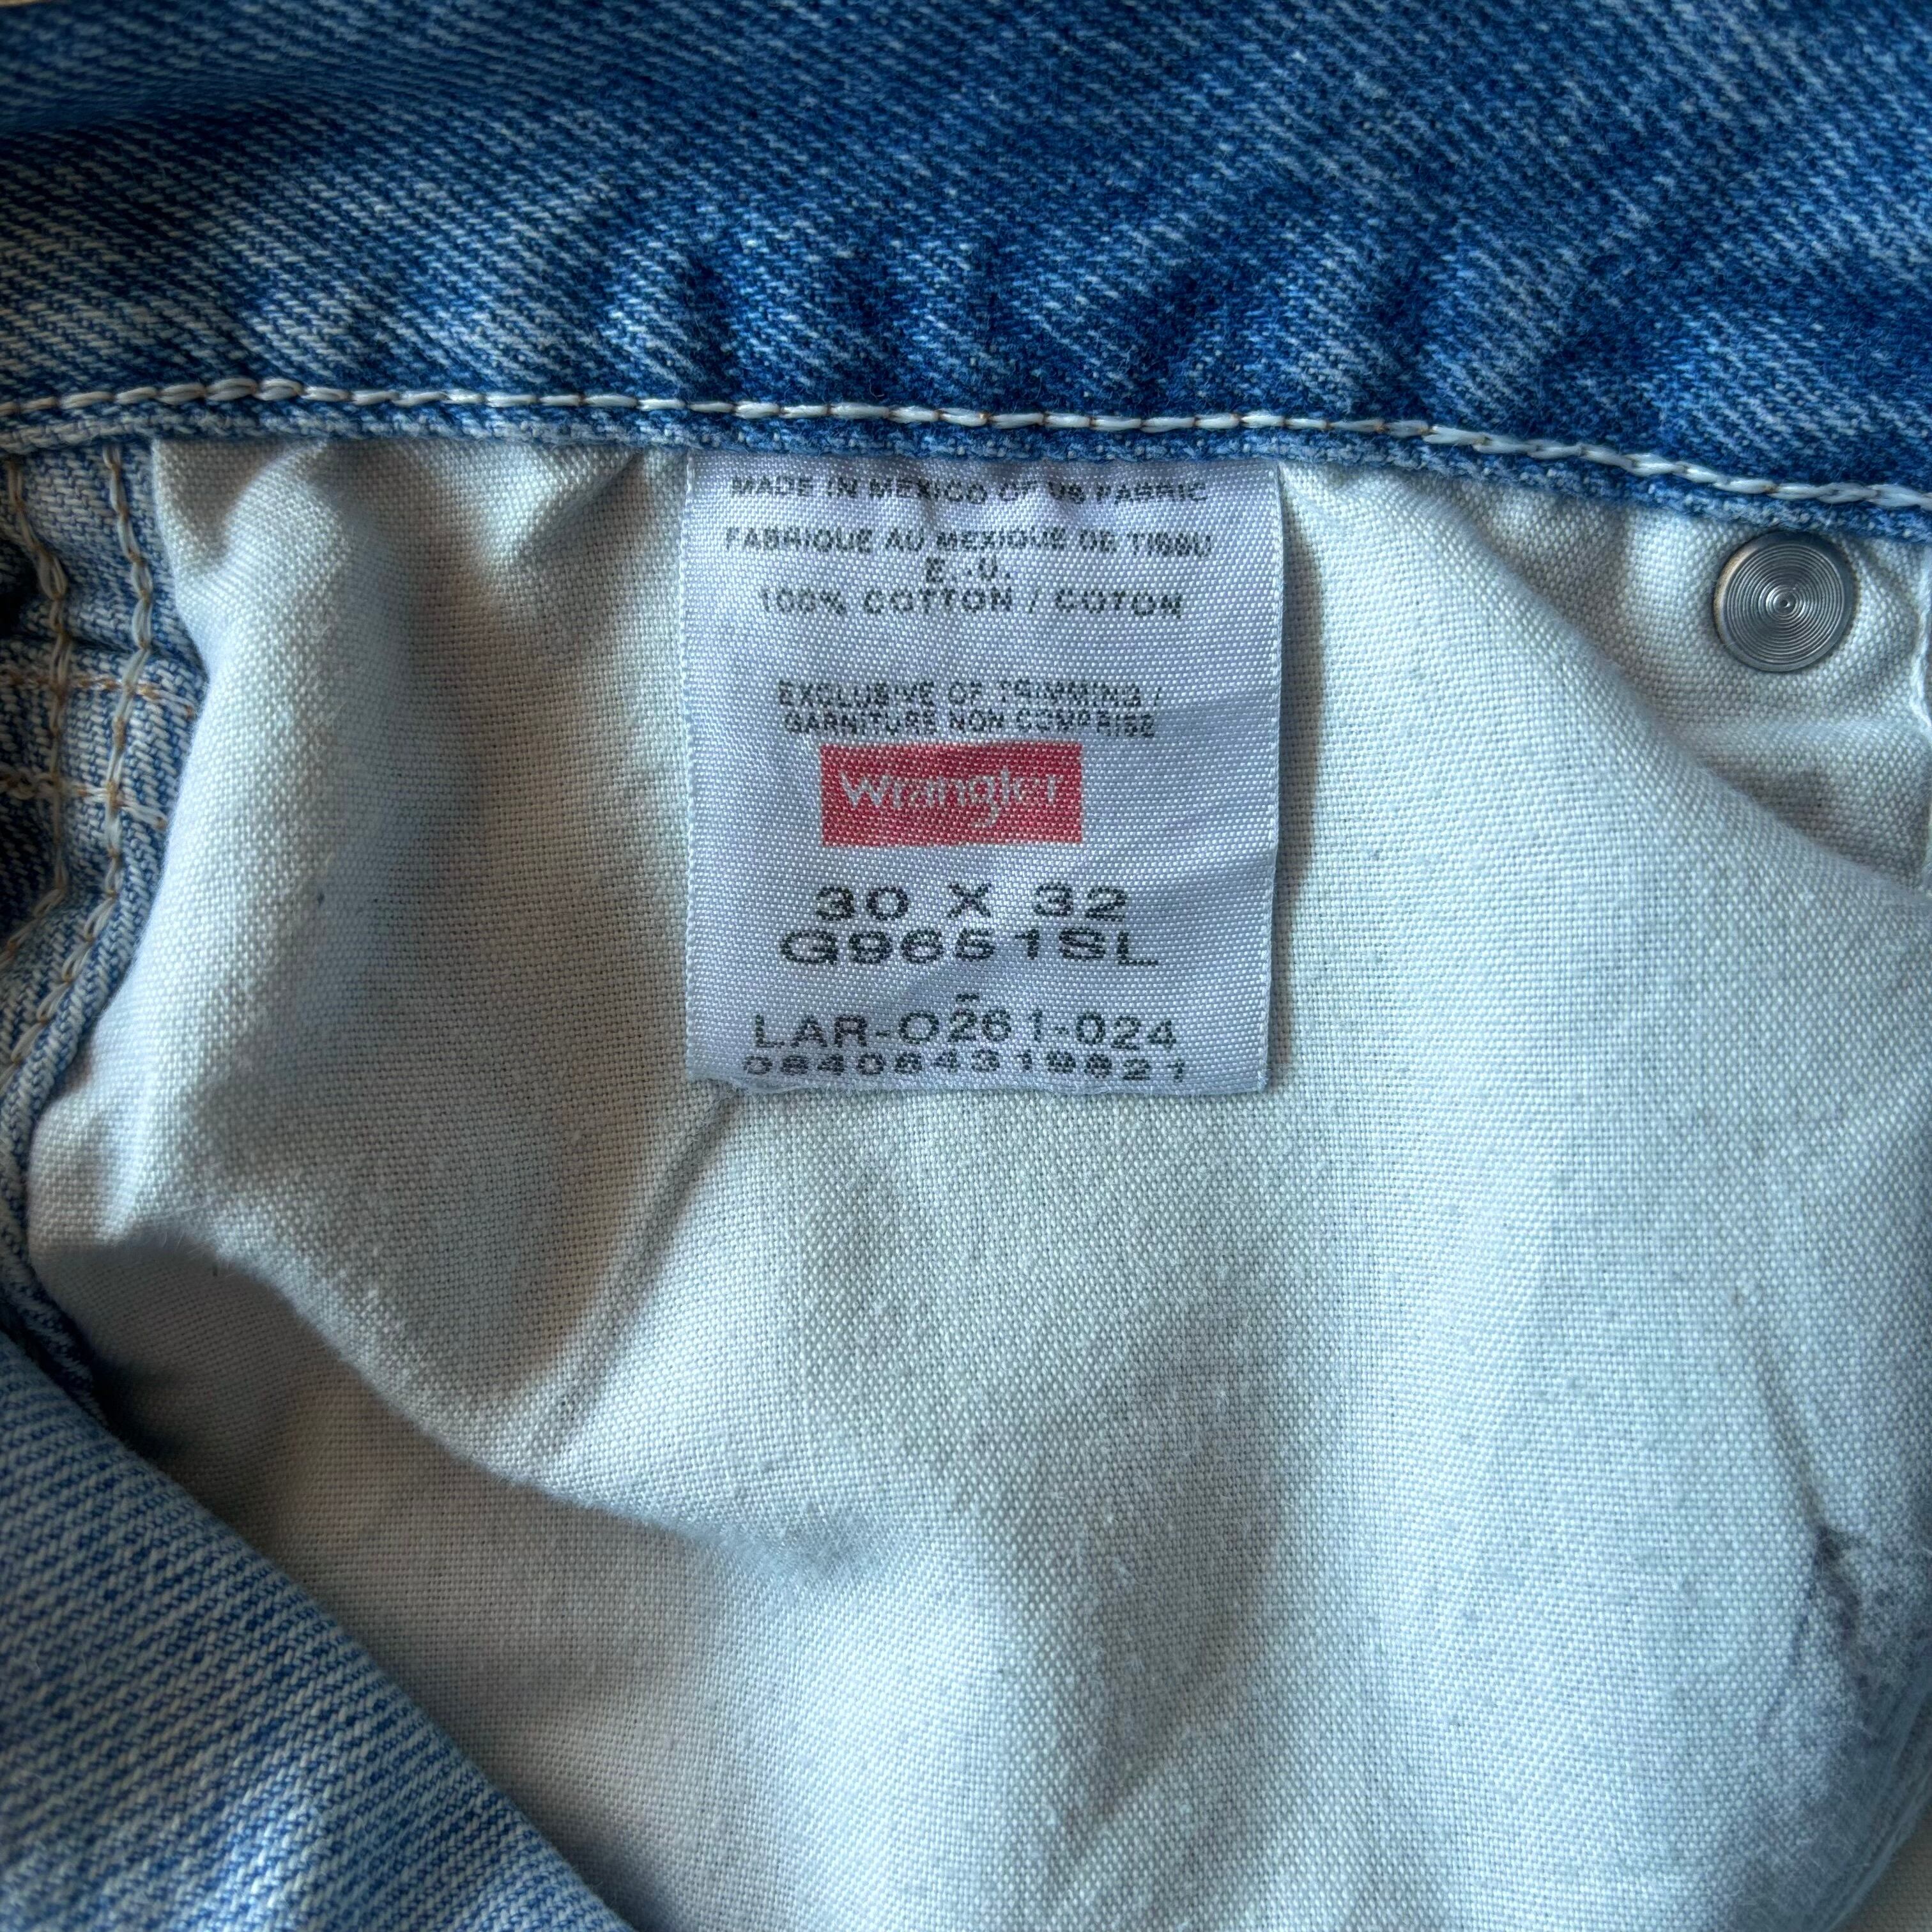 MADE IN MEXICO OF US FABRIC
FABRIQUE AU MEXIQUE DE TISSU
E.-U.
100% COTTON / COTON
EXCLUSIVE OF TRIMMING /
GARNITURE NON COMPRISE
Wrangler
30 X 32
G9651SL
-
LAR-0261-024
084084319821